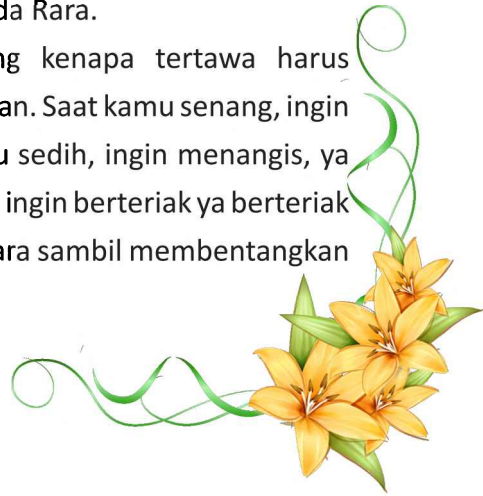 da Rara.
ng kenapa tertawa harus
an. Saat kamu senang, ingin
u sedih, ingin menangis, ya
ingin berteriak ya berteriak
ara sambil membentangkan